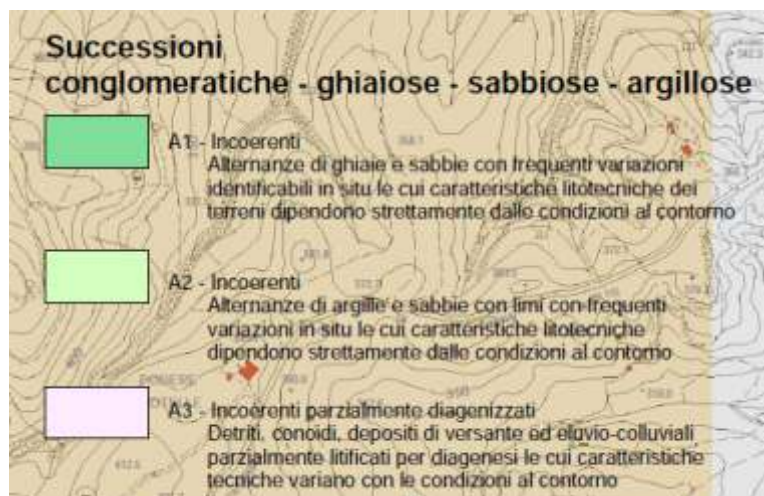 Successioni
conglomeratiche - ghiaiose - sabbiose - argillose
A1 - Incoerenti
Alternanze di ghiaie e sabbie con frequenti variazioni
identificabili in situ le cui caratteristiche litotecniche dei
terreni dipendono strettamente dalle condizioni al contorno
A2 - Incoerenti
Alternanze di argille e sabbie con limi con frequenti
variazioni in situ le cui caratteristiche litotecniche
dipendono strettamente dalle condizioni al contorno
A3 - Incoerenti parzialmente diagenizzati
Detriti, conoidi, depositi di versante ed eluvio-colluviali
parzialmente litificati per diagenesi le cui caratteristiche
tecniche variano con le condizioni al contorno